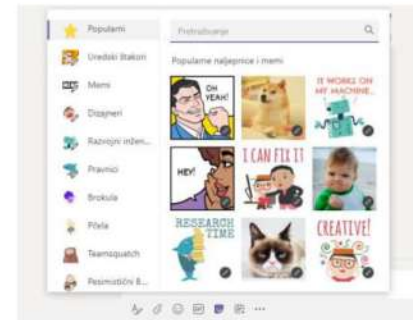 Popularni
Uredski štakori
Memi
Dizajneri
Razvojni inžen...
Pravnici
Brokula
Pčela
Teamsquatch
Pesimistični B...
Pretraživanje
Popularne naljepnice i memi
OH
YEAH!
IT WORKS ON
MY MACHINE...
HEY!
I CAN FIX IT
RESEARCH
TIME
CREATIVE!
GIF